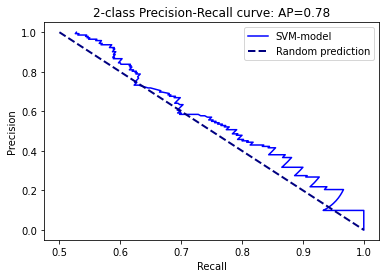 2-class Precision-Recall curve: AP=0.78
SVM-model
Random prediction
Precision
1.0
0.8
0.6
0.4
0.2
0.0
0.5
0.6
0.7
0.8
0.9
1.0
Recall